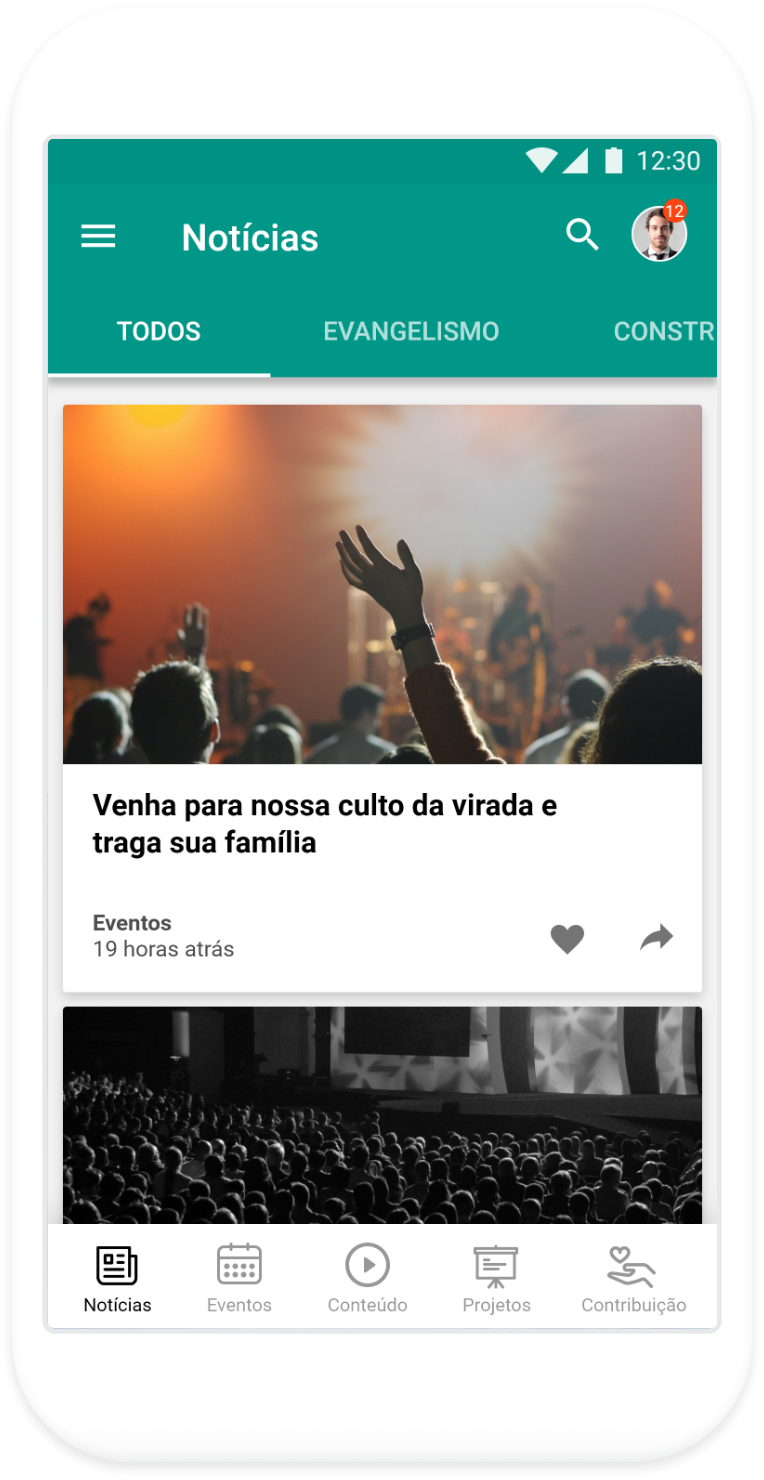 12:30
Notícias
12
TODOS
EVANGELISMO
CONSTR
Venha para nossa culto da virada e
traga sua família
Eventos
19 horas atrás
Notícias
Eventos
Conteúdo
Projetos
Contribuição